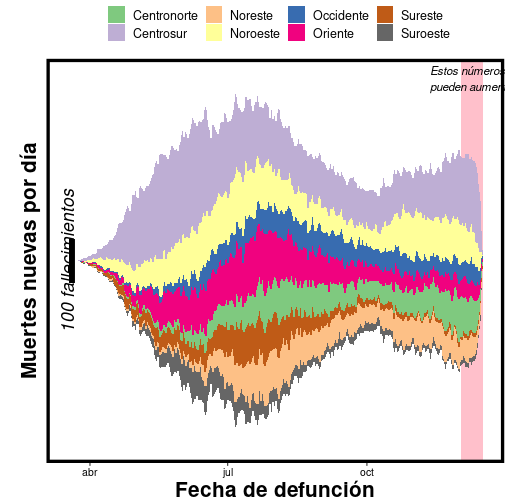 Centronorte Noreste Occidente Sureste
Centrosur Noroeste Oriente Suroeste
Estos números
pueden aumen
Muertes nuevas por día
100 fallecimientos
abr jul oct
Fecha de defunción